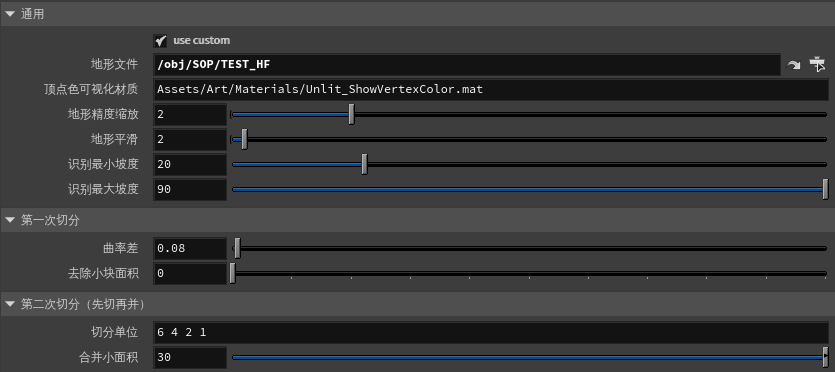 通用
use custom
地形文件 /obj/SOP/TEST_HF
顶点色可视化材质 Assets/Art/Materials/Unlit_ShowVertexColor.mat
地形精度缩放 2
地形平滑 2
识别最小坡度 20
识别最大坡度 90
第一次切分
曲率差 0.08
去除小块面积 0
第二次切分（先切再并）
切分单位 6 4 2 1
合并小面积 30